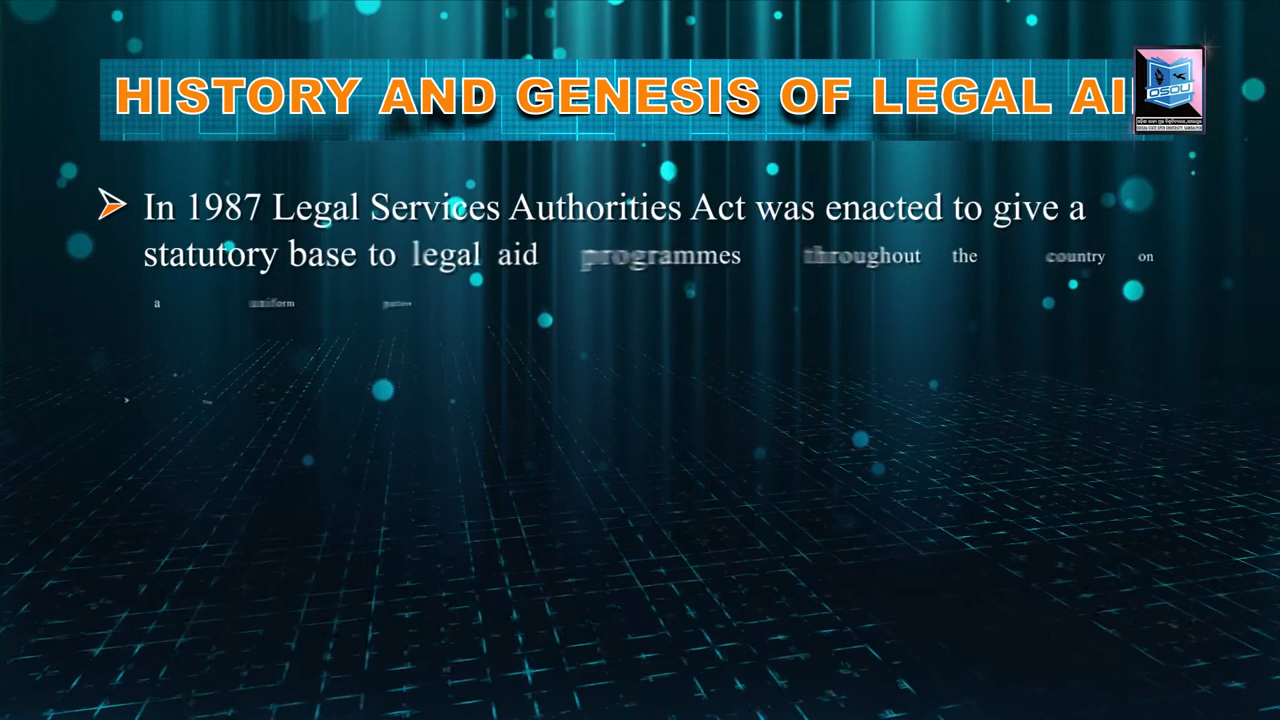 HISTORY AND GENESIS OF LEGAL AI
OSOU
In 1987 Legal Services Authorities Act was enacted to give a
statutory base to legal aid programmes throughout the country on
a uniform